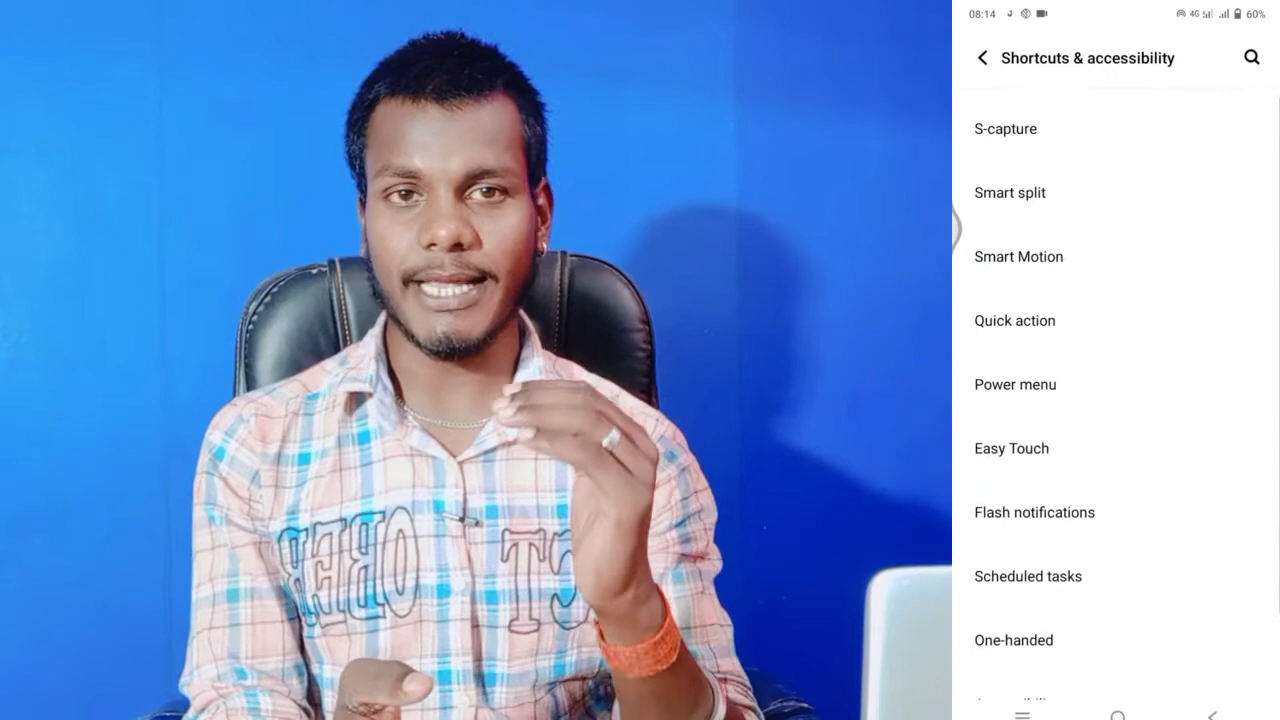 08:14
4G
60%
Shortcuts & accessibility
S-capture
Smart split
Smart Motion
Quick action
Power menu
Easy Touch
Flash notifications
Scheduled tasks
One-handed